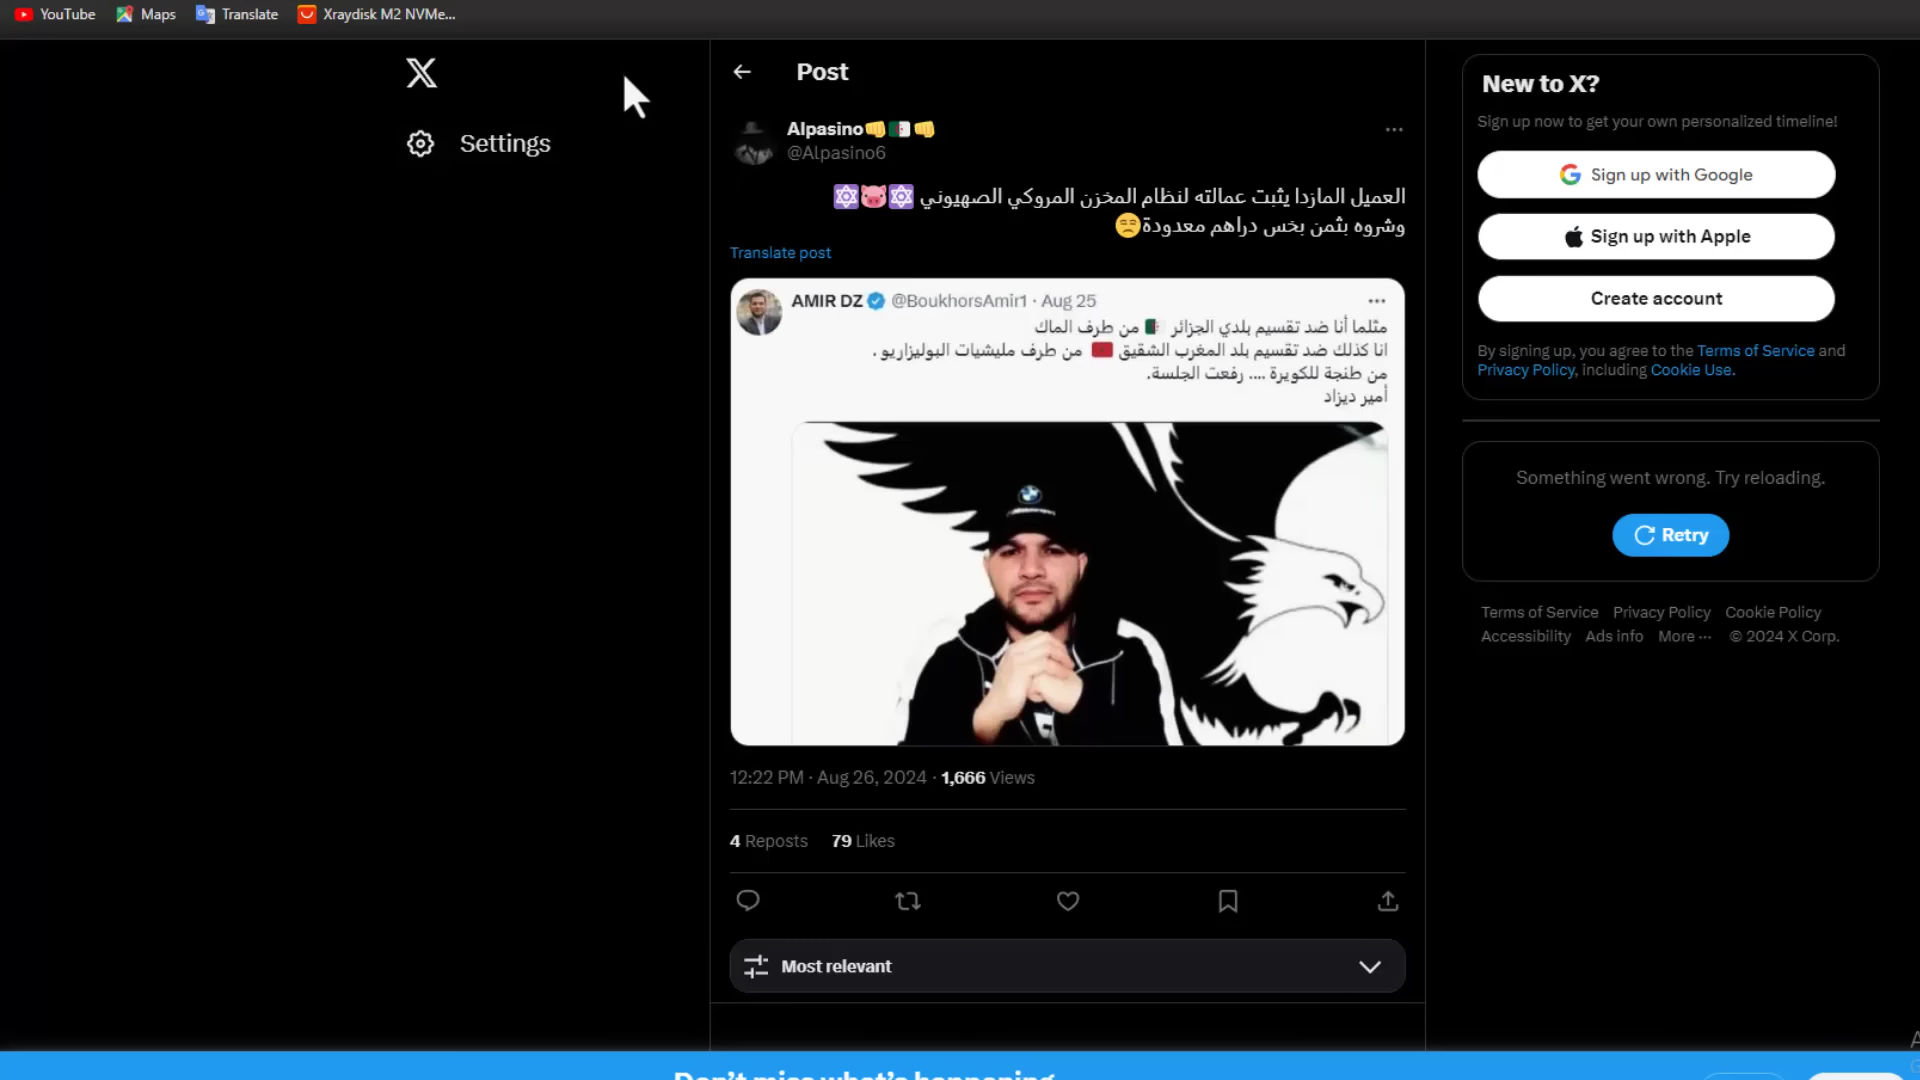 YouTube
Maps
Translate
Xraydisk M2 NVMe...
Settings
Post
Alpasino👊🇩🇿👊
@Alpasino6
العميل المازدا يثبت عمالته لنظام المخزن المروكي الصهيوني 🔯🐷🔯
وشروه بثمن بخس دراهم معدودة😒
Translate post
AMIR DZ @BoukhorsAmir1 · Aug 25
مثلما أنا ضد تقسيم بلدي الجزائر 🇩🇿 من طرف الماك
انا كذلك ضد تقسيم بلد المغرب الشقيق 🇲🇦 من طرف مليشيات البوليزاريو .
من طنجة للكويرة .... رفعت الجلسة.
أمير ديزاد
12:22 PM · Aug 26, 2024 · 1,666 Views
4 Reposts 79 Likes
Most relevant
New to X?
Sign up now to get your own personalized timeline!
Sign up with Google
Sign up with Apple
Create account
By signing up, you agree to the Terms of Service and
Privacy Policy, including Cookie Use.
Something went wrong. Try reloading.
Retry
Terms of Service Privacy Policy Cookie Policy
Accessibility Ads info More ··· © 2024 X Corp.
Don't miss what's happening